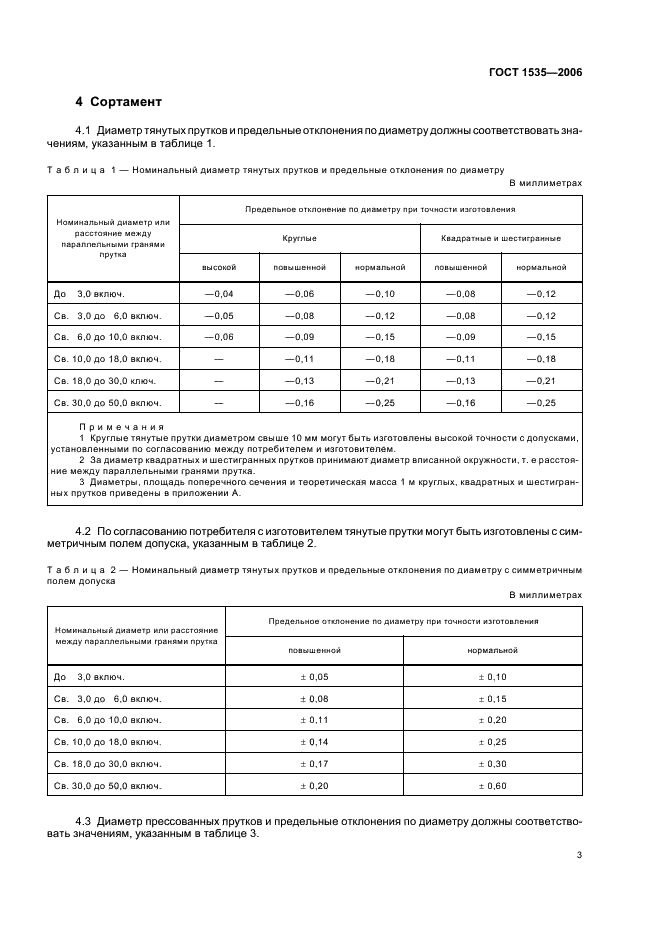 ГОСТ 1535—2006
4 Сортамент
4.1 Диаметр тянутых прутков и предельные отклонения по диаметру должны соответствовать зна-
чениям, указанным в таблице 1.
Т а б л и ц а 1 — Номинальный диаметр тянутых прутков и предельные отклонения по диаметру
В миллиметрах
Номинальный диаметр или
расстояние между
параллельными гранями
прутка
Предельное отклонение по диаметру при точности изготовления
Круглые
Квадратные и шестигранные
высокой
повышенной
нормальной
повышенной
нормальной
До 3,0 включ. —0,04 —0,06 —0,10 —0,08 —0,12
Св. 3,0 до 6,0 включ. —0,05 —0,08 —0,12 —0,08 —0,12
Св. 6,0 до 10,0 включ. —0,06 —0,09 —0,15 —0,09 —0,15
Св. 10,0 до 18,0 включ. — —0,11 —0,18 —0,11 —0,18
Св. 18,0 до 30,0 ключ. — —0,13 —0,21 —0,13 —0,21
Св. 30,0 до 50,0 включ. — —0,16 —0,25 —0,16 —0,25
П р и м е ч а н и я
1 Круглые тянутые прутки диаметром свыше 10 мм могут быть изготовлены высокой точности с допусками,
установленными по согласованию между потребителем и изготовителем.
2 За диаметр квадратных и шестигранных прутков принимают диаметр вписанной окружности, т. е расстоя-
ние между параллельными гранями прутка.
3 Диаметры, площадь поперечного сечения и теоретическая масса 1 м круглых, квадратных и шестигран-
ных прутков приведены в приложении А.
4.2 По согласованию потребителя с изготовителем тянутые прутки могут быть изготовлены с сим-
метричным полем допуска, указанным в таблице 2.
Т а б л и ц а 2 — Номинальный диаметр тянутых прутков и предельные отклонения по диаметру с симметричным
полем допуска
В миллиметрах
Номинальный диаметр или расстояние
между параллельными гранями прутка
Предельное отклонение по диаметру при точности изготовления
повышенной
нормальной
До 3,0 включ. ± 0,05 ± 0,10
Св. 3,0 до 6,0 включ. ± 0,08 ± 0,15
Св. 6,0 до 10,0 включ. ± 0,11 ± 0,20
Св. 10,0 до 18,0 включ. ± 0,14 ± 0,25
Св. 18,0 до 30,0 включ. ± 0,17 ± 0,30
Св. 30,0 до 50,0 включ. ± 0,20 ± 0,60
4.3 Диаметр прессованных прутков и предельные отклонения по диаметру должны соответство-
вать значениям, указанным в таблице 3.
3